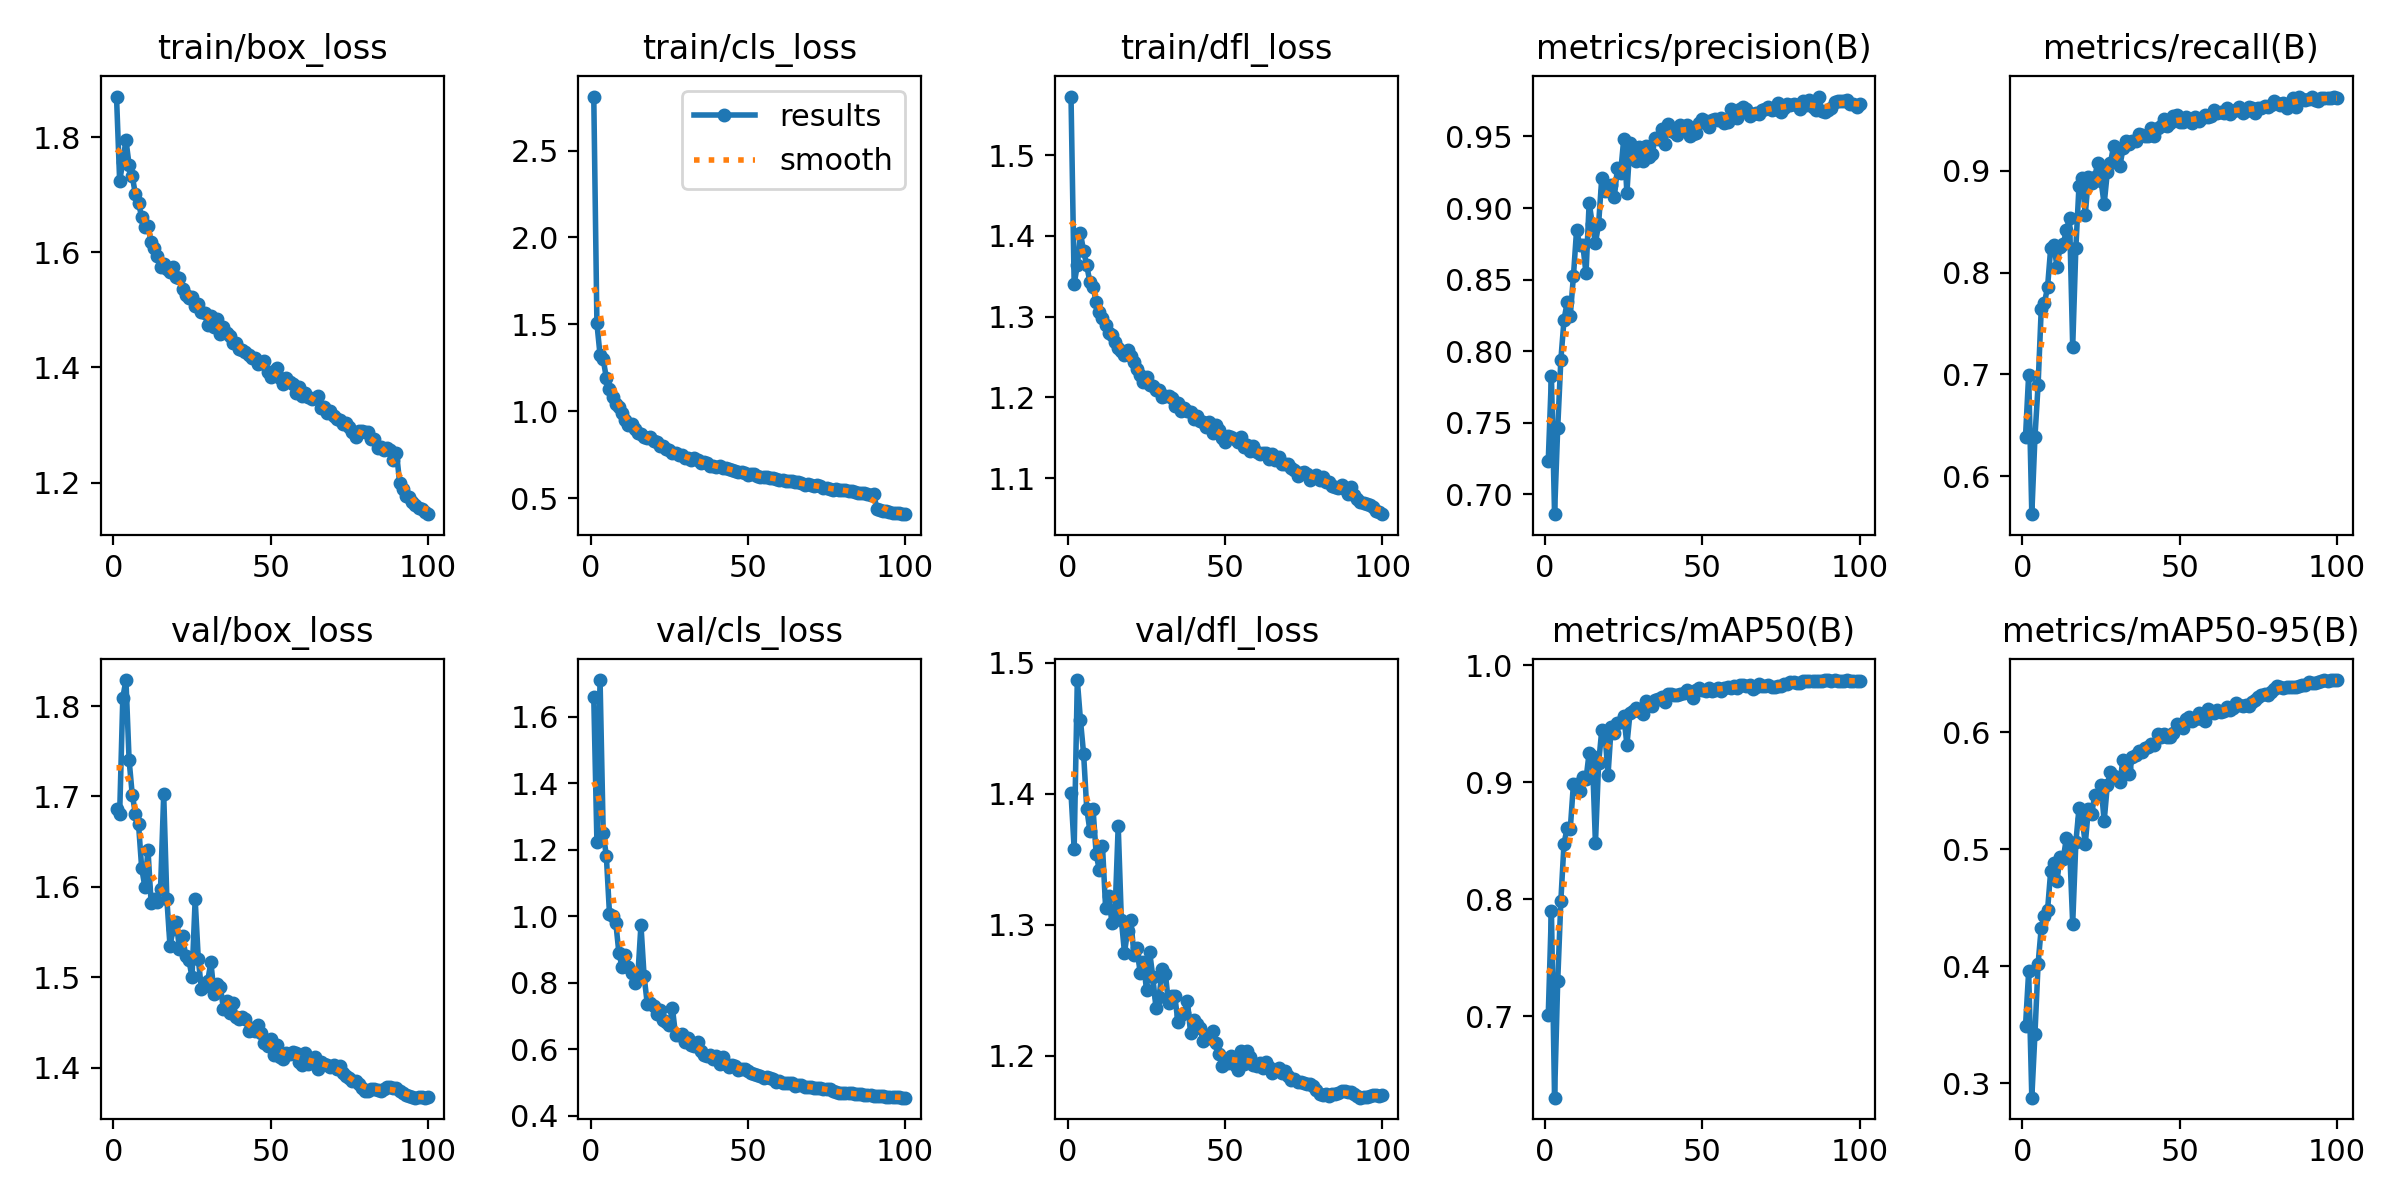 train/box_loss
1.8
1.6
1.4
1.2
0 50 100
train/cls_loss
results
smooth
2.5
2.0
1.5
1.0
0.5
0 50 100
train/dfl_loss
1.5
1.4
1.3
1.2
1.1
0 50 100
metrics/precision(B)
0.95
0.90
0.85
0.80
0.75
0.70
0 50 100
metrics/recall(B)
0.9
0.8
0.7
0.6
0 50 100
val/box_loss
1.8
1.7
1.6
1.5
1.4
0 50 100
val/cls_loss
1.6
1.4
1.2
1.0
0.8
0.6
0.4
0 50 100
val/dfl_loss
1.5
1.4
1.3
1.2
0 50 100
metrics/mAP50(B)
1.0
0.9
0.8
0.7
0 50 100
metrics/mAP50-95(B)
0.6
0.5
0.4
0.3
0 50 100